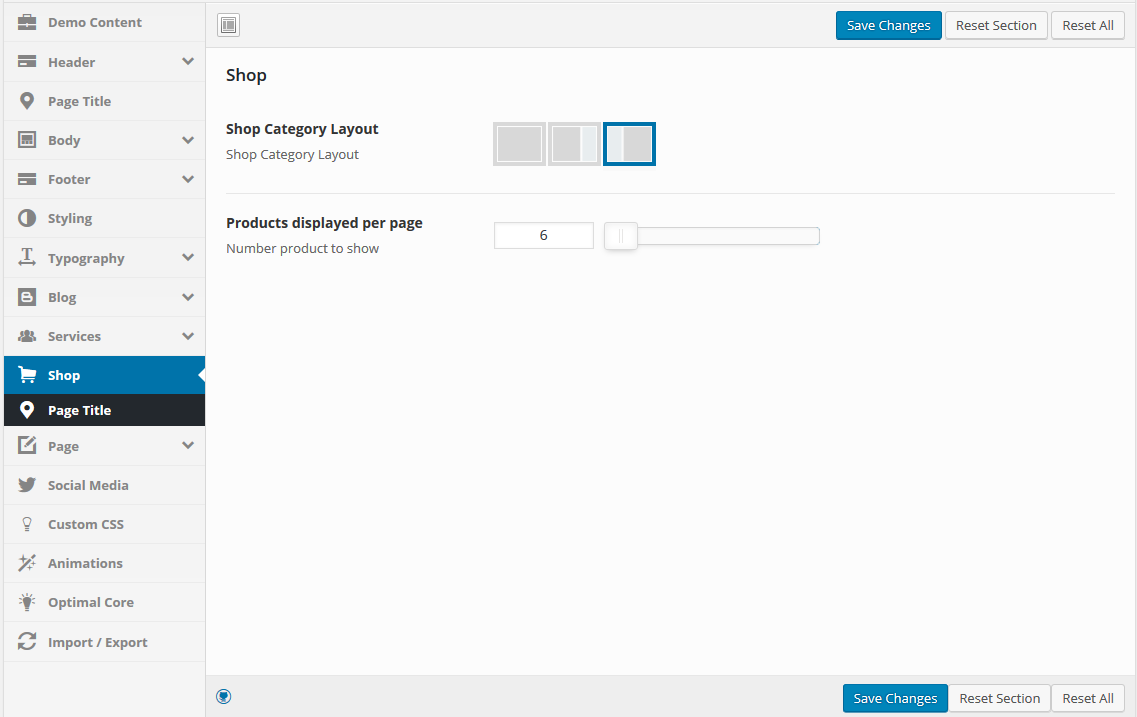 Demo Content
Header
Page Title
Body
Footer
Styling
Typography
Blog
Services
Shop
Page Title
Page
Social Media
Custom CSS
Animations
Optimal Core
Import / Export
Save Changes Reset Section Reset All
Shop
Shop Category Layout
Shop Category Layout
Products displayed per page
Number product to show
6
Save Changes Reset Section Reset All